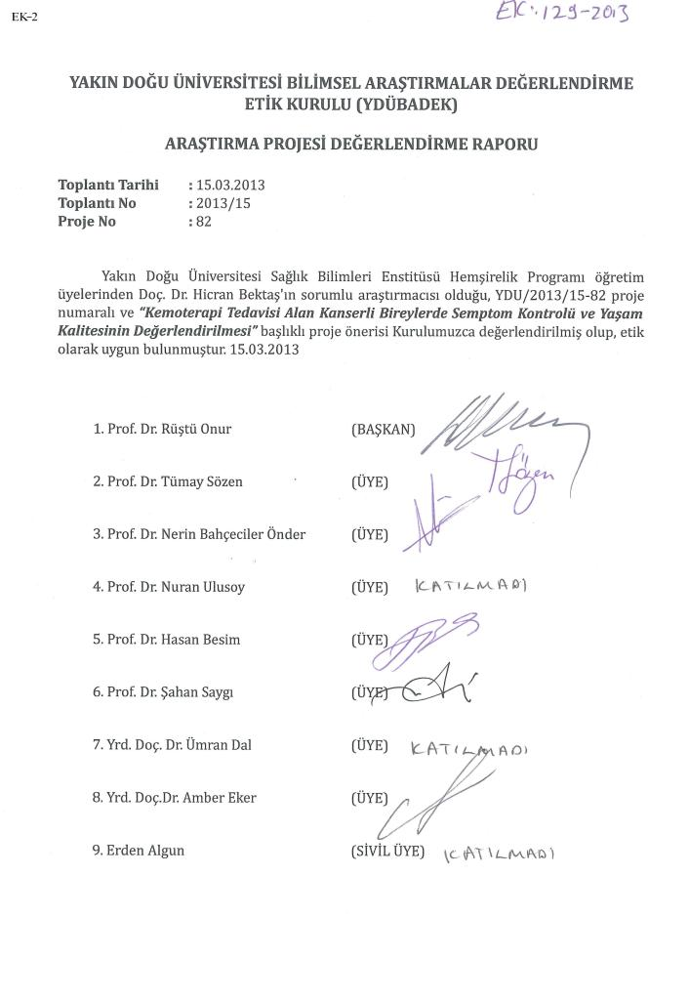 EK-2
EK: 129-2013
YAKIN DOĞU ÜNİVERSİTESİ BİLİMSEL ARAŞTIRMALAR DEĞERLENDİRME
ETİK KURULU (YDÜBADEK)
ARAŞTIRMA PROJESİ DEĞERLENDİRME RAPORU
Toplantı Tarihi : 15.03.2013
Toplantı No : 2013/15
Proje No : 82
Yakın Doğu Üniversitesi Sağlık Bilimleri Enstitüsü Hemşirelik Programı öğretim
üyelerinden Doç. Dr. Hicran Bektaş'ın sorumlu araştırmacısı olduğu, YDU/2013/15-82 proje
numaralı ve “Kemoterapi Tedavisi Alan Kanserli Bireylerde Semptom Kontrolü ve Yaşam
Kalitesinin Değerlendirilmesi” başlıklı proje önerisi Kurulumuzca değerlendirilmiş olup, etik
olarak uygun bulunmuştur. 15.03.2013
1. Prof. Dr. Rüştü Onur (BAŞKAN)
2. Prof. Dr. Tümay Sözen (ÜYE)
3. Prof. Dr. Nerin Bahçeciler Önder (ÜYE)
4. Prof. Dr. Nuran Ulusoy (ÜYE) KATILMADI
5. Prof. Dr. Hasan Besim (ÜYE)
6. Prof. Dr. Şahan Saygı (ÜYE)
7. Yrd. Doç. Dr. Ümran Dal (ÜYE) KATILMADI
8. Yrd. Doç.Dr. Amber Eker (ÜYE)
9. Erden Algun (SİVİL ÜYE) KATILMADI